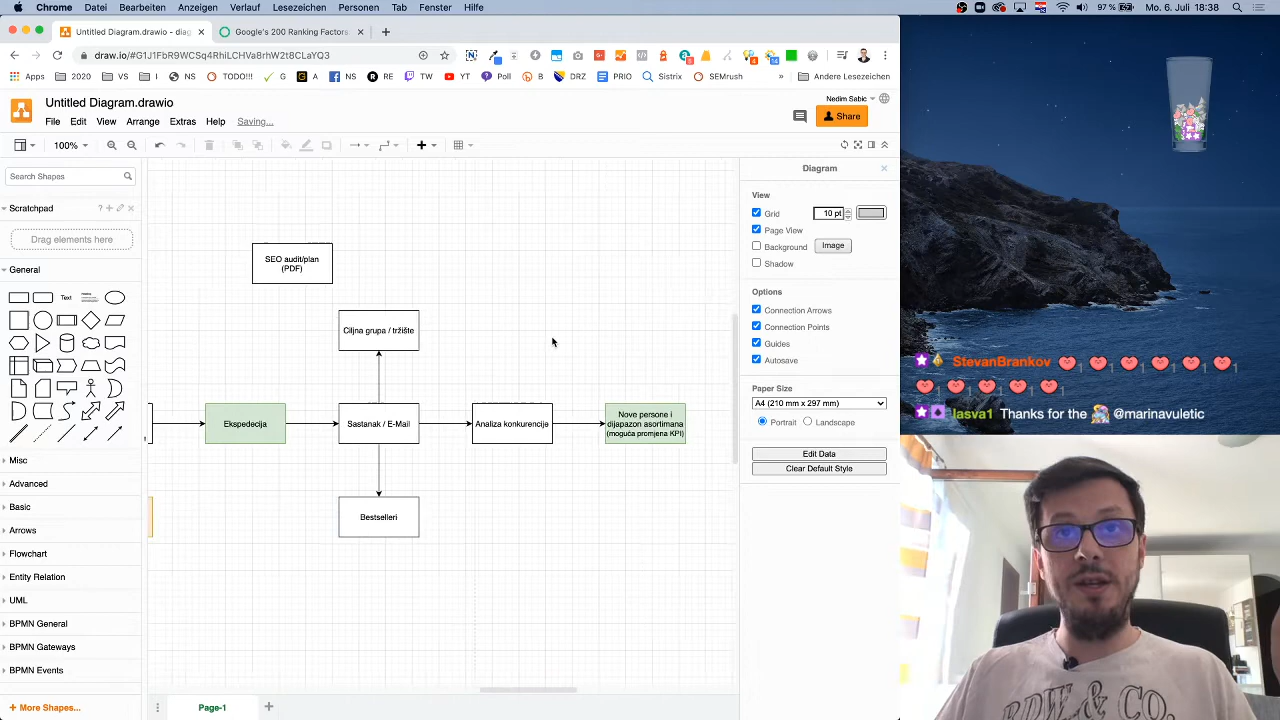 Chrome Datei Bearbeiten Anzeigen Verlauf Lesezeichen Personen Tab Fenster Hilfe
97 % Mo. 6. Juli 18:38
Untitled Diagram.drawio - draw.io
Google's 200 Ranking Factors
draw.io/#G1J1FbR9WCSq4RhiLCHVa8rhW2t8CLaYQ3
Apps 2020 VS NS TODO!!! G A NS RE TW YT Poll B DRZ PRIO Sistrix SEMrush » Andere Lesezeichen
Untitled Diagram.drawio
Nedim Sabic
File Edit View Arrange Extras Help Saving...
Share
100%
Search Shapes
Scratchpad
Drag elements here
General
Text
Misc
Advanced
Basic
Arrows
Flowchart
Entity Relation
UML
BPMN General
BPMN Gateways
BPMN Events
+ More Shapes...
SEO audit/plan
(PDF)
Ciljna grupa / tržište
Ekspedecija
Sastanak / E-Mail
Analiza konkurencije
Nove persone i
dijapazon asortimana
(moguća promjena KPI)
Bestselleri
Page-1
Diagram
View
Grid
10 pt
Page View
Background
Image
Shadow
Options
Connection Arrows
Connection Points
Guides
Autosave
Paper Size
A4 (210 mm x 297 mm)
Portrait Landscape
Edit Data
Clear Default Style
StevanBrankov
lasva1 Thanks for the @marinavuletic